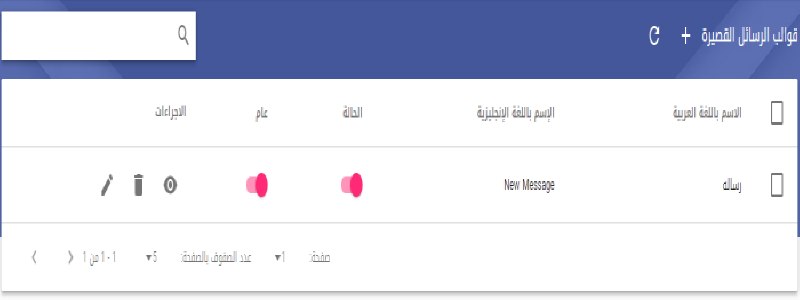 قوالب الرسائل القصيرة
الاسم باللغة العربية الإسم باللغة الإنجليزية الحالة عام الاجراءات
رساله New Message
صفحة: 1 عدد الصفوف بالصفحة: 5 1 - 1 من 1